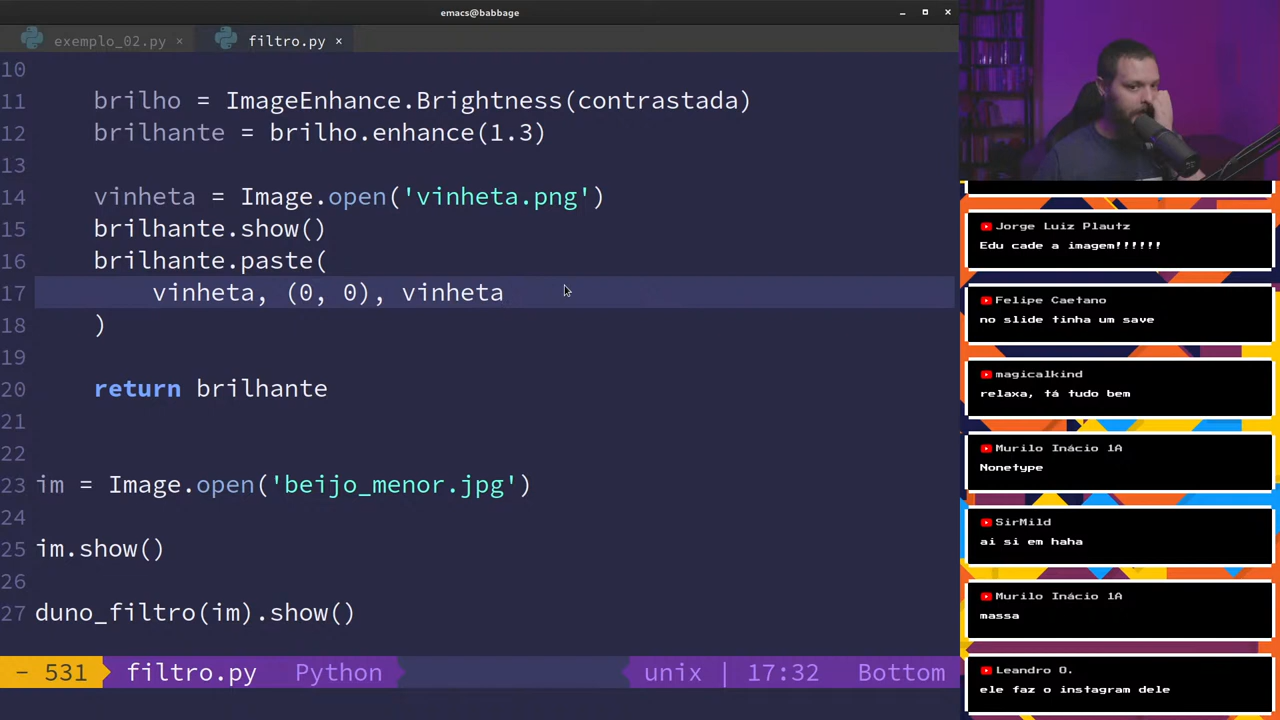 emacs@babbage
exemplo_02.py × filtro.py ×
10
11 brilho = ImageEnhance.Brightness(contrastada)
12 brilhante = brilho.enhance(1.3)
13
14 vinheta = Image.open('vinheta.png')
15 brilhante.show()
16 brilhante.paste(
17 vinheta, (0, 0), vinheta
18 )
19
20 return brilhante
21
22
23 im = Image.open('beijo_menor.jpg')
24
25 im.show()
26
27 duno_filtro(im).show()
- 531 filtro.py Python unix | 17:32 Bottom
Jorge Luiz Plautz
Edu cade a imagem!!!!!!
Felipe Caetano
no slide tinha um save
magicalkind
relaxa, tá tudo bem
Murilo Inácio 1A
Nonetype
SirMild
ai si em haha
Murilo Inácio 1A
massa
Leandro O.
ele faz o instagram dele